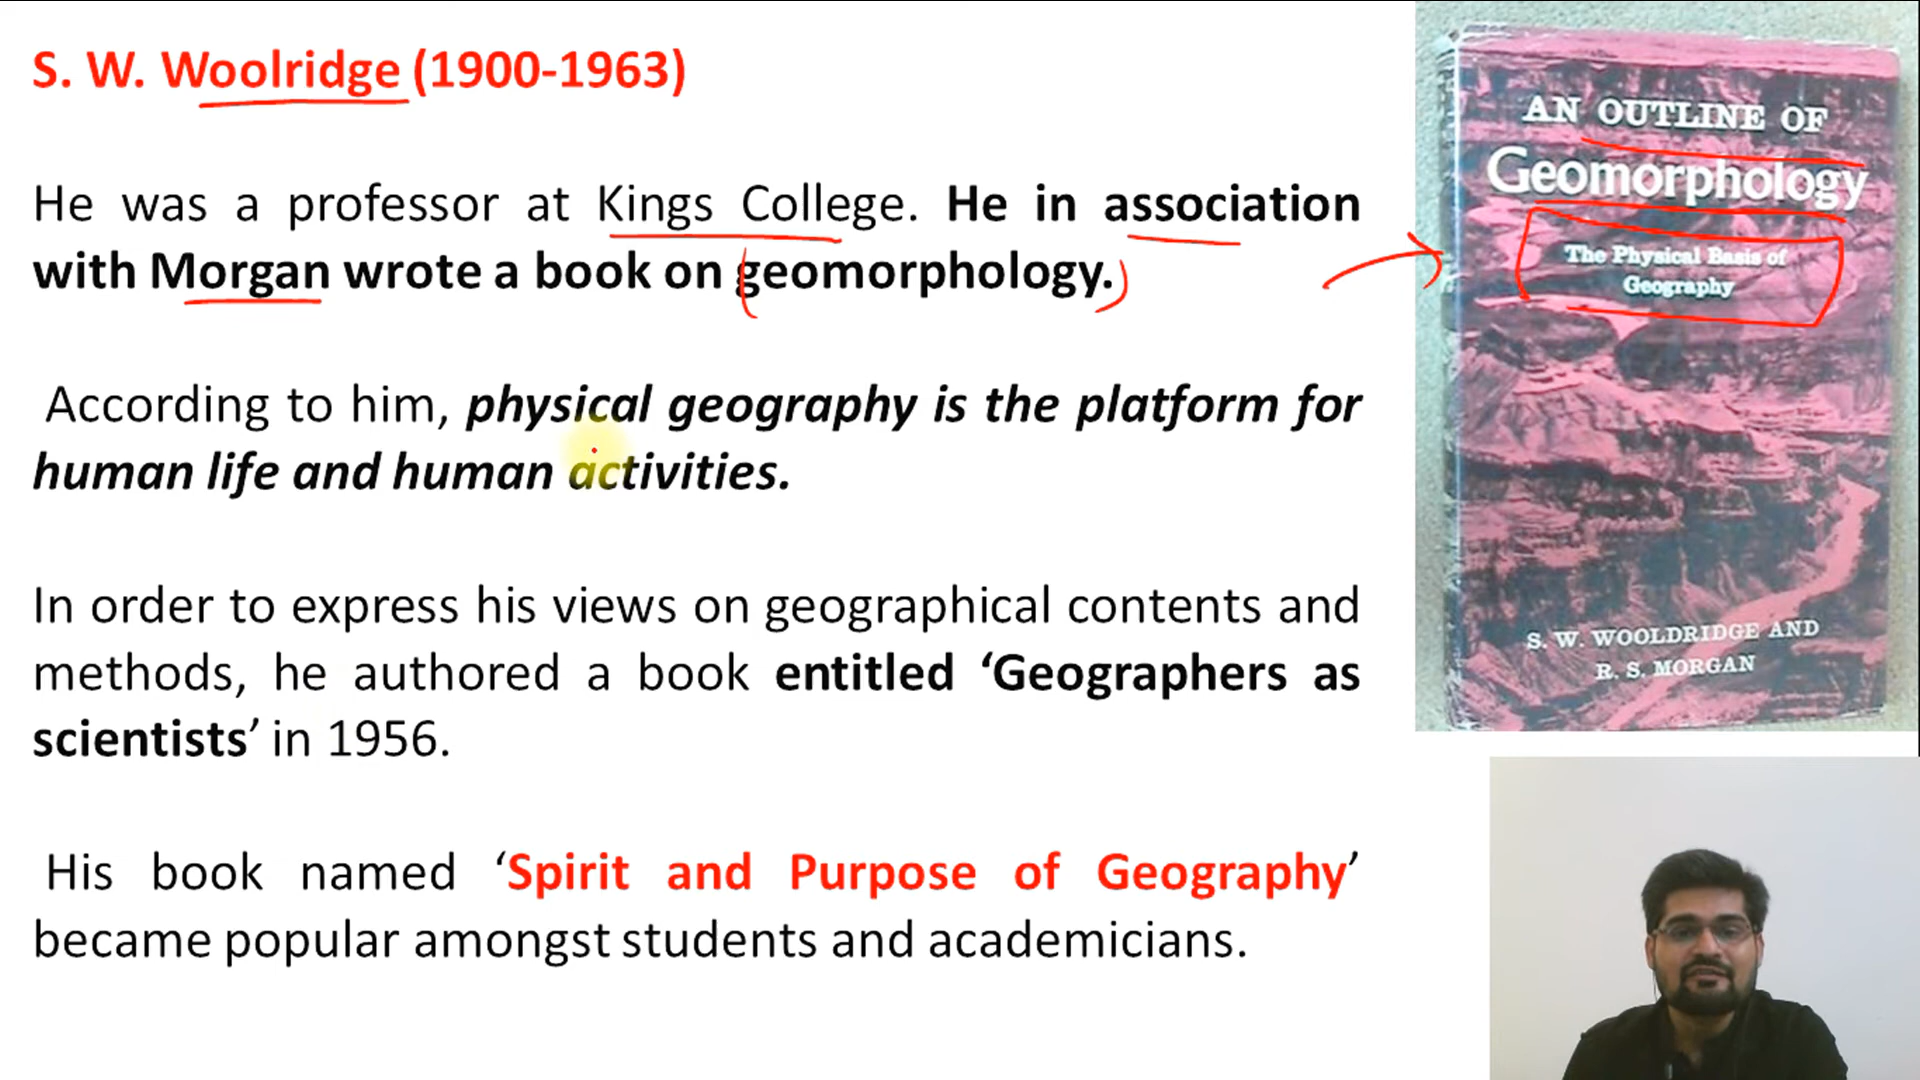 S. W. Woolridge (1900-1963)
He was a professor at Kings College. He in association
with Morgan wrote a book on geomorphology.
According to him, physical geography is the platform for
human life and human activities.
In order to express his views on geographical contents and
methods, he authored a book entitled ‘Geographers as
scientists’ in 1956.
His book named ‘Spirit and Purpose of Geography’
became popular amongst students and academicians.
AN OUTLINE OF
Geomorphology
The Physical Basis of
Geography
S. W. WOOLDRIDGE AND
R. S. MORGAN